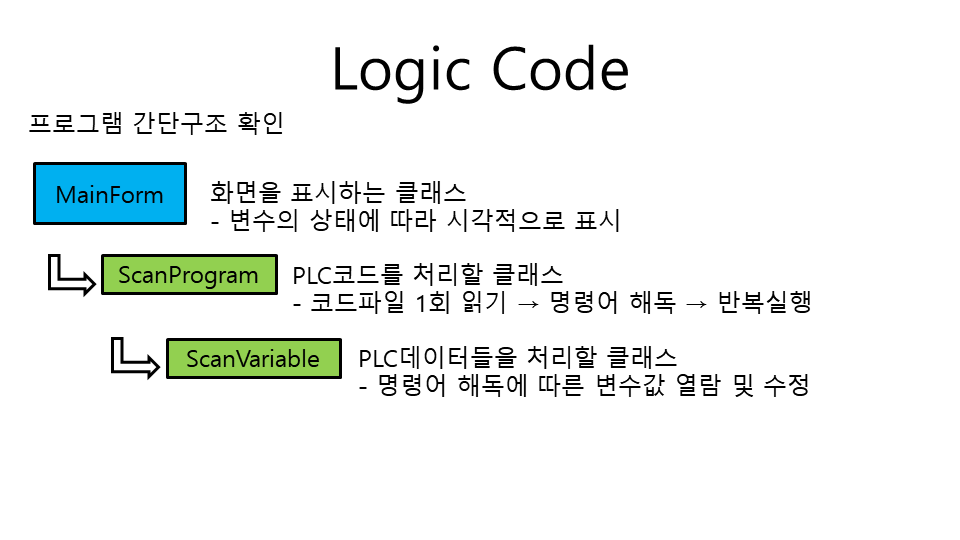 Logic Code
프로그램 간단구조 확인
MainForm
화면을 표시하는 클래스
- 변수의 상태에 따라 시각적으로 표시
ScanProgram
PLC코드를 처리할 클래스
- 코드파일 1회 읽기 → 명령어 해독 → 반복실행
ScanVariable
PLC데이터들을 처리할 클래스
- 명령어 해독에 따른 변수값 열람 및 수정